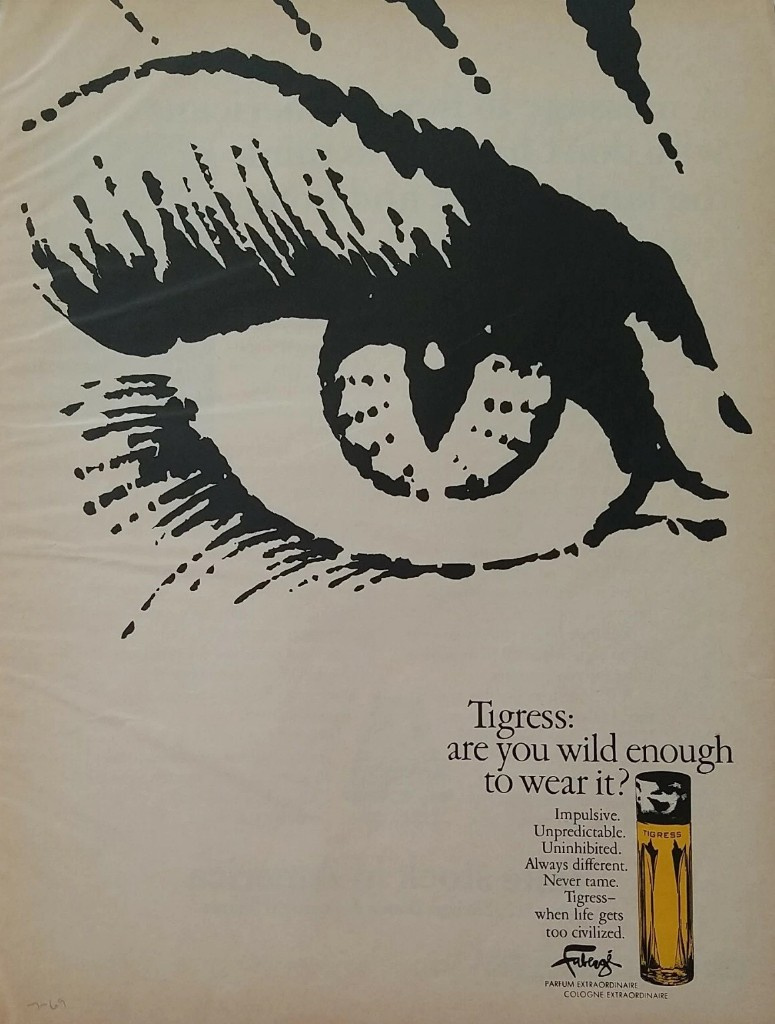 Tigress:
are you wild enough
to wear it?
Impulsive.
Unpredictable.
Uninhibited.
Always different.
Never tame.
Tigress–
when life gets
too civilized.
TIGRESS
Fabergé
PARFUM EXTRAORDINAIRE
COLOGNE EXTRAORDINAIRE